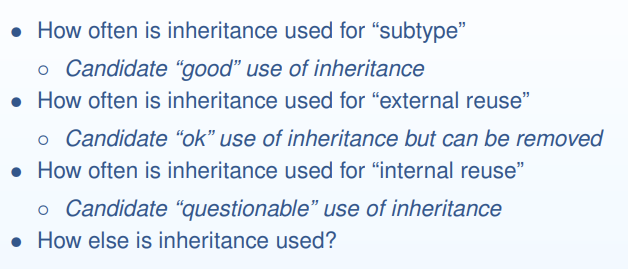 ● How often is inheritance used for “subtype”
○ Candidate “good” use of inheritance
● How often is inheritance used for “external reuse”
○ Candidate “ok” use of inheritance but can be removed
● How often is inheritance used for “internal reuse”
○ Candidate “questionable” use of inheritance
● How else is inheritance used?